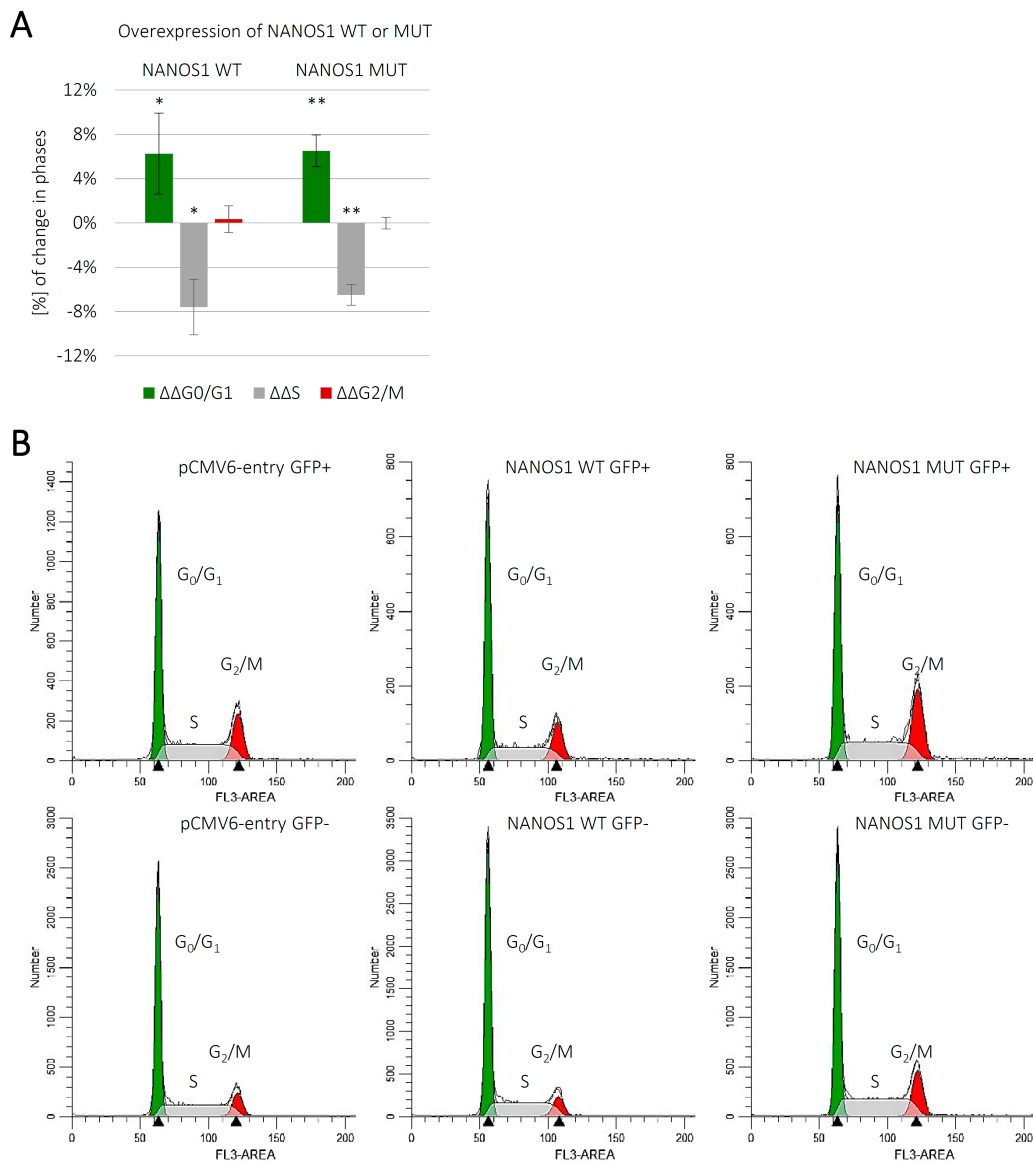 A
Overexpression of NANOS1 WT or MUT
NANOS1 WT NANOS1 MUT
[%] of change in phases
12%
8%
4%
0%
-4%
-8%
-12%
* ** * **
ΔΔG0/G1 ΔΔS ΔΔG2/M
B
pCMV6-entry GFP+
Number
0 200 400 600 800 1000 1200 1400
G0/G1
S
G2/M
0 50 100 150 200
FL3-AREA
NANOS1 WT GFP+
Number
0 200 400 600 800
G0/G1
S
G2/M
0 50 100 150 200
FL3-AREA
NANOS1 MUT GFP+
Number
0 200 400 600 800
G0/G1
S
G2/M
0 50 100 150 200
FL3-AREA
pCMV6-entry GFP-
Number
0 500 1000 1500 2000 2500 3000
G0/G1
S
G2/M
0 50 100 150 200
FL3-AREA
NANOS1 WT GFP-
Number
0 500 1000 1500 2000 2500 3000 3500
G0/G1
S
G2/M
0 50 100 150 200
FL3-AREA
NANOS1 MUT GFP-
Number
0 500 1000 1500 2000 2500 3000
G0/G1
S
G2/M
0 50 100 150 200
FL3-AREA